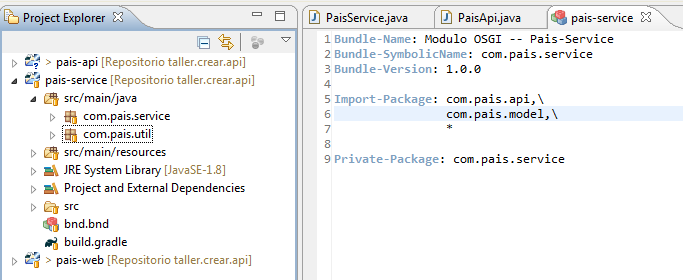 Project Explorer
> pais-api [Repositorio taller.crear.api]
pais-service [Repositorio taller.crear.api]
src/main/java
com.pais.service
com.pais.util
src/main/resources
JRE System Library [JavaSE-1.8]
Project and External Dependencies
src
bnd.bnd
build.gradle
> pais-web [Repositorio taller.crear.api]
PaisService.java
PaisApi.java
pais-service
1 Bundle-Name: Modulo OSGI -- Pais-Service
2 Bundle-SymbolicName: com.pais.service
3 Bundle-Version: 1.0.0
4
5 Import-Package: com.pais.api,\
6 com.pais.model,\
7 *
8
9 Private-Package: com.pais.service